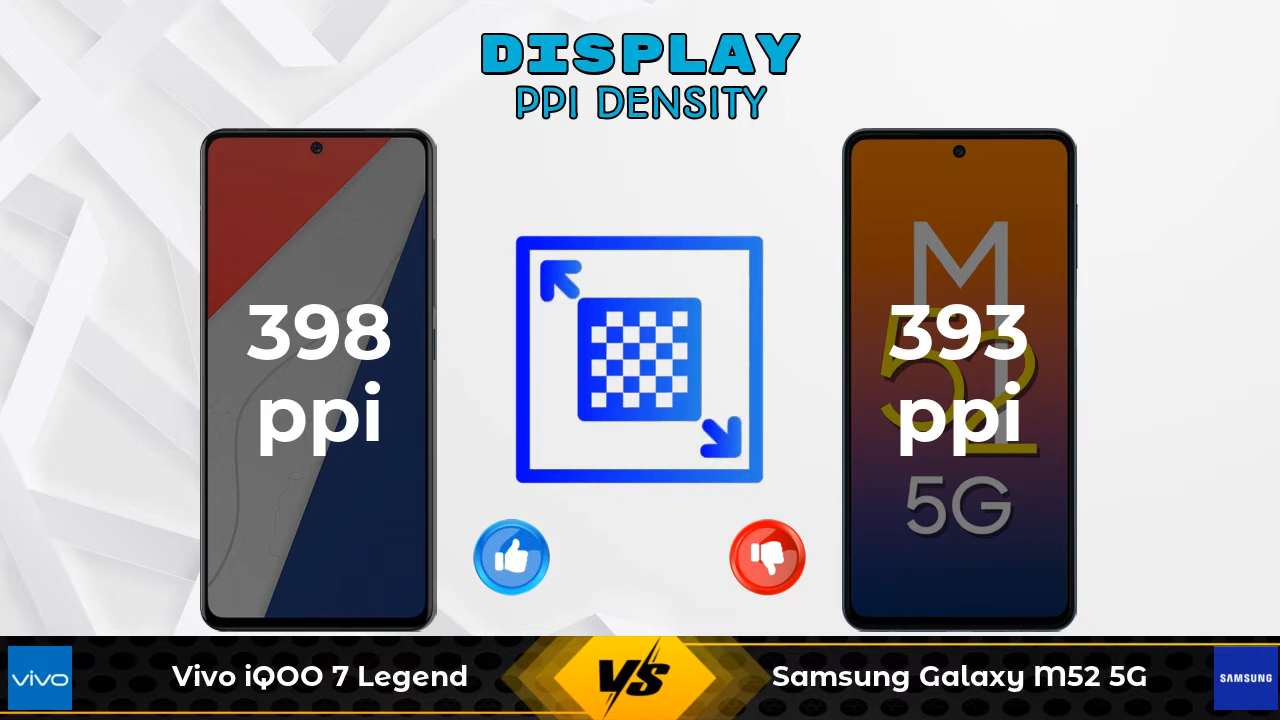 DISPLAY
PPI DENSITY
398
ppi
393
ppi
M
52
5G
vivo
Vivo iQOO 7 Legend
VS
Samsung Galaxy M52 5G
SAMSUNG